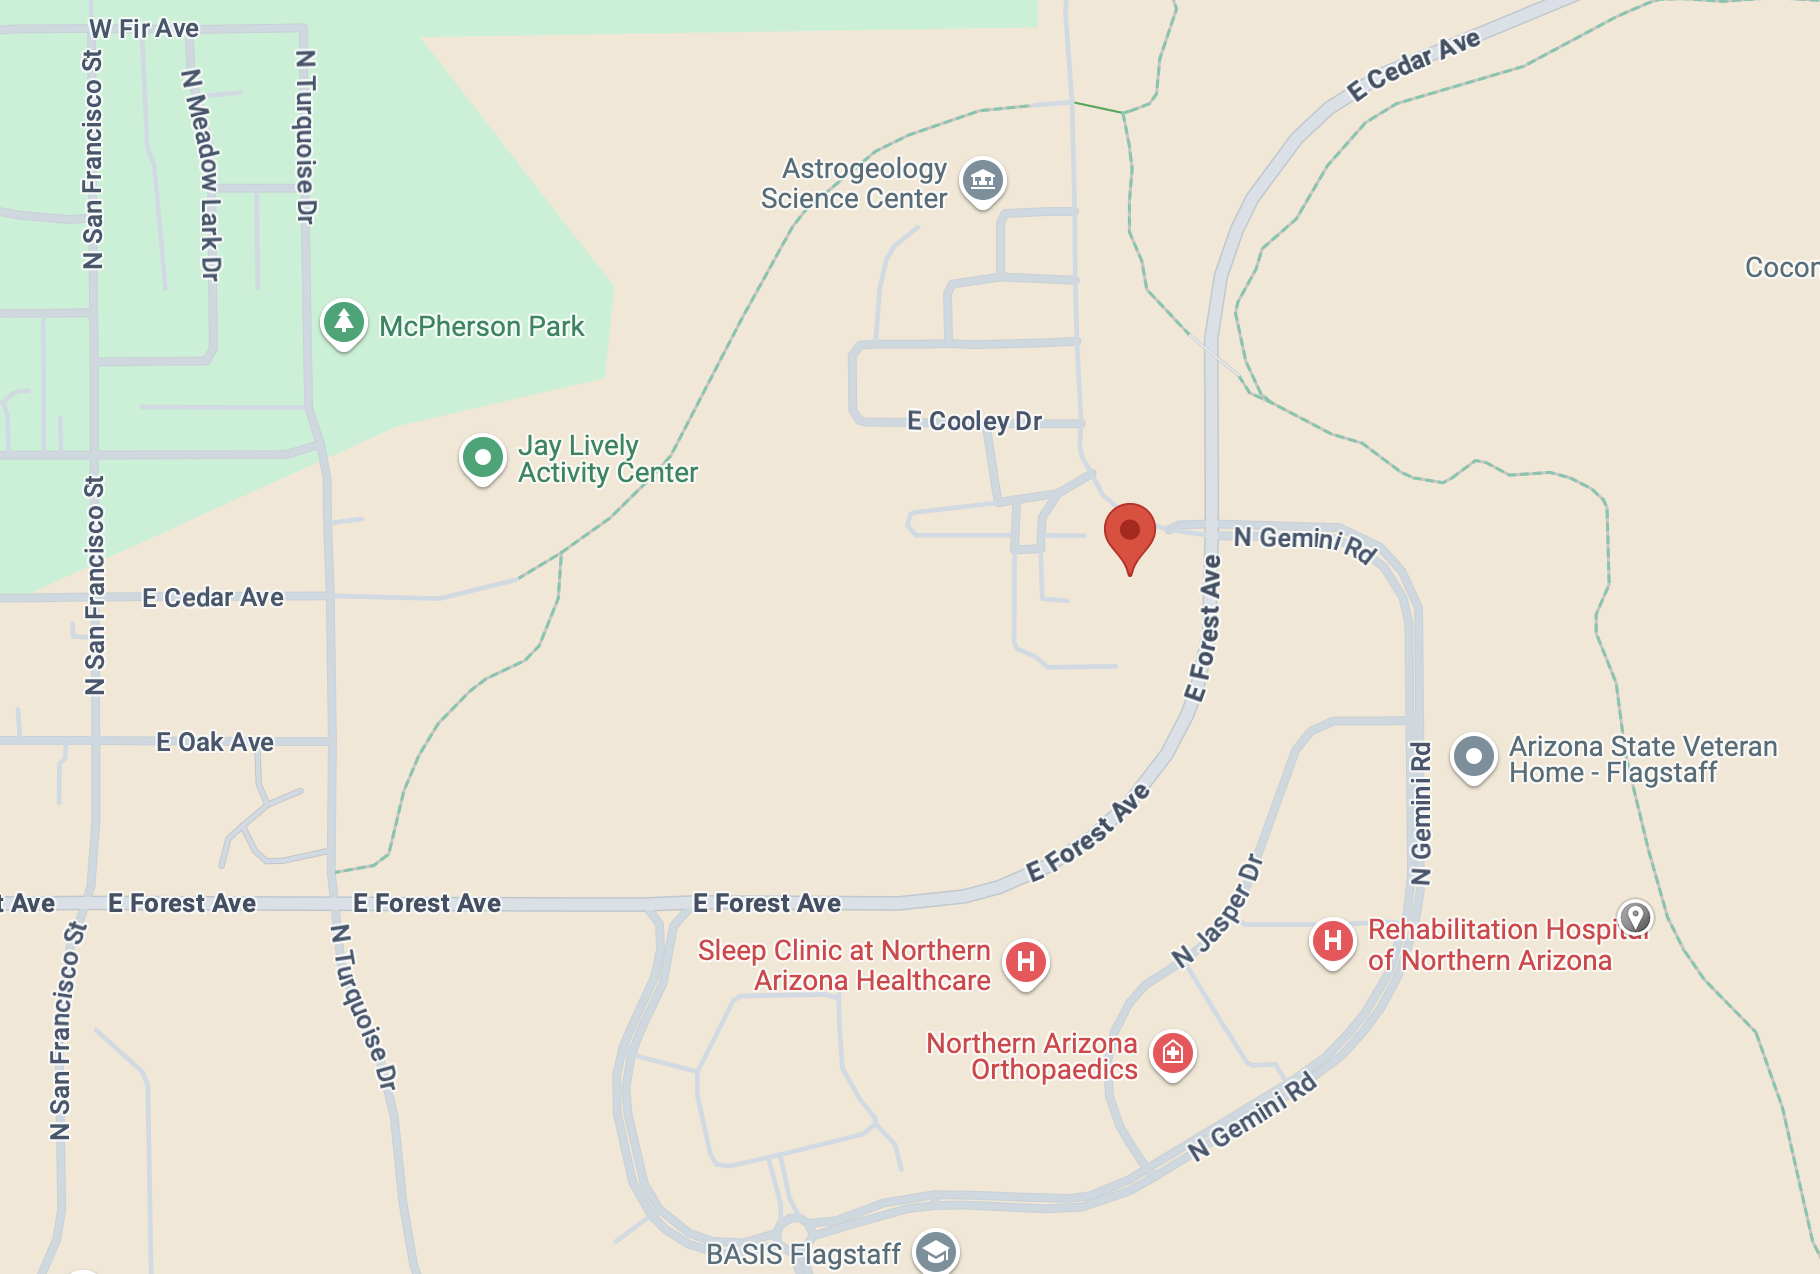 W Fir Ave
N San Francisco St
N Meadow Lark Dr
N Turquoise Dr
E Cedar Ave
Astrogeology
Science Center
Cocon
McPherson Park
E Cooley Dr
Jay Lively
Activity Center
N San Francisco St
E Cedar Ave
N Gemini Rd
E Forest Ave
E Oak Ave
Arizona State Veteran
Home - Flagstaff
N Gemini Rd
E Forest Ave
t Ave
E Forest Ave
E Forest Ave
E Forest Ave
N Jasper Dr
N San Francisco St
N Turquoise Dr
Sleep Clinic at Northern
Arizona Healthcare
H
H
Rehabilitation Hospital
of Northern Arizona
Northern Arizona
Orthopaedics
N Gemini Rd
BASIS Flagstaff